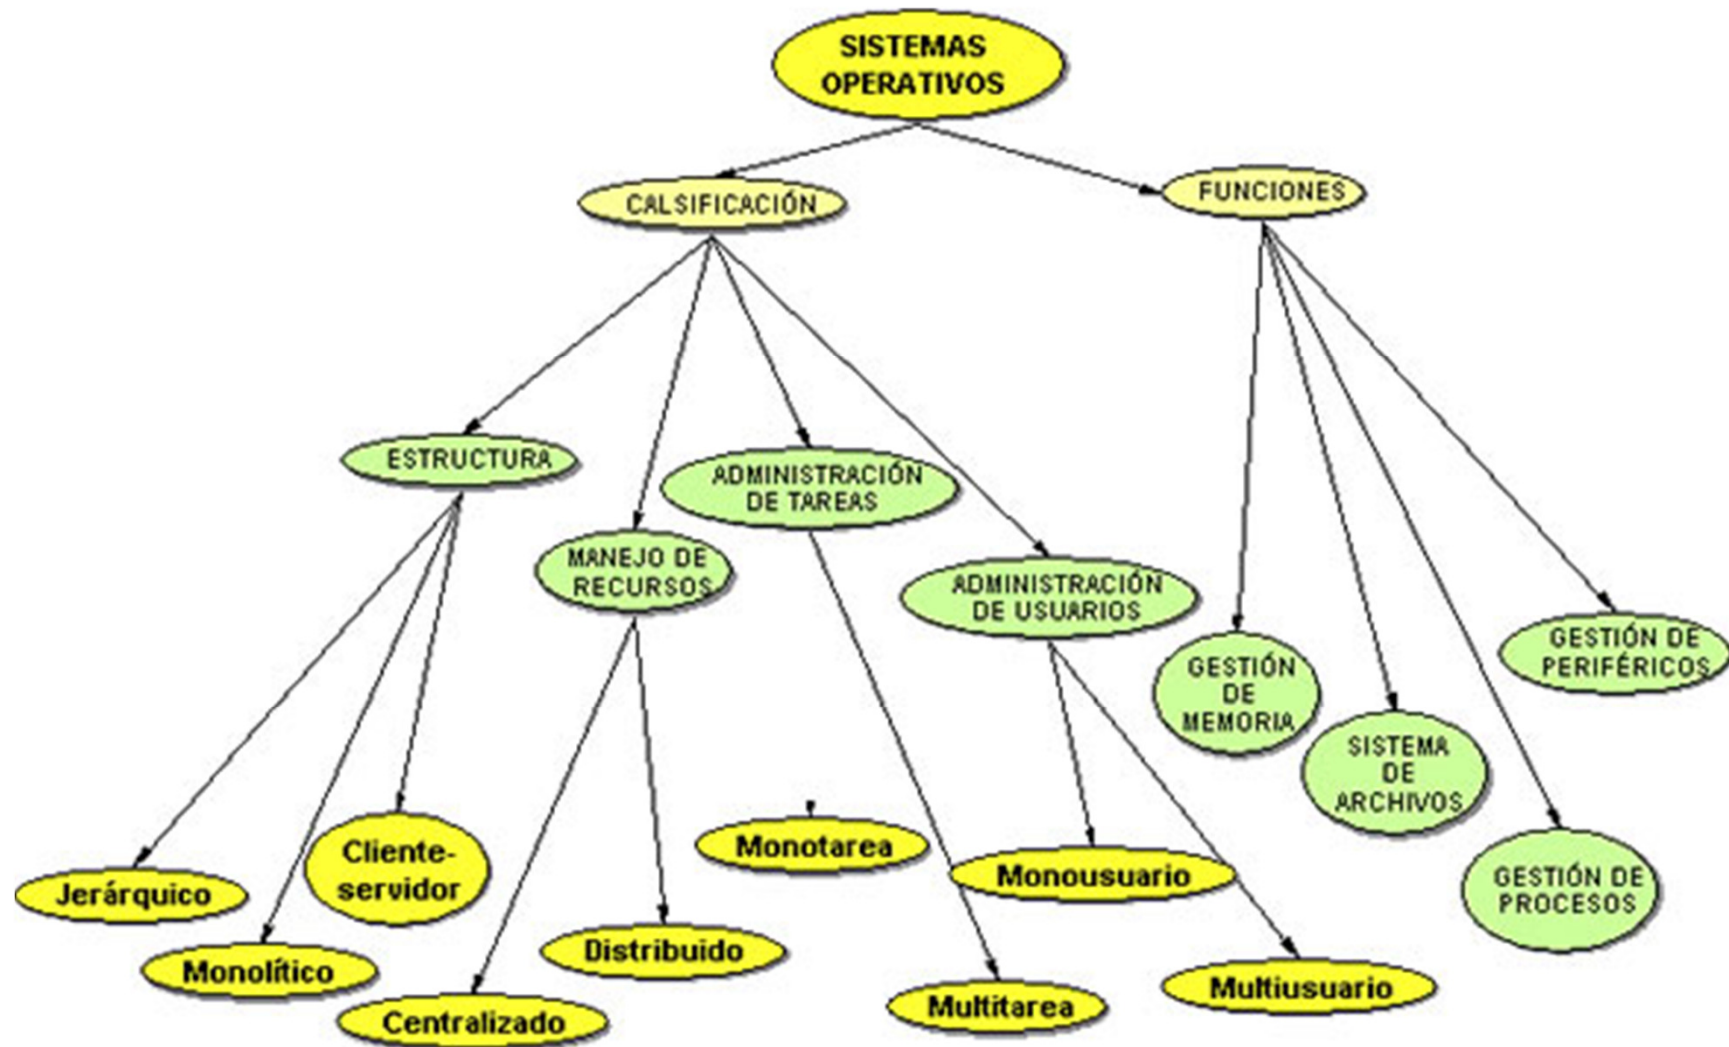 SISTEMAS
OPERATIVOS
CALSIFICACIÓN
FUNCIONES
ESTRUCTURA
ADMINISTRACIÓN
DE TAREAS
MANEJO DE
RECURSOS
ADMINISTRACIÓN
DE USUARIOS
GESTIÓN
DE
MEMORIA
SISTEMA
DE
ARCHIVOS
GESTIÓN DE
PROCESOS
GESTIÓN DE
PERIFÉRICOS
Jerárquico
Monolítico
Cliente-
servidor
Centralizado
Distribuido
Monotarea
Multitarea
Monousuario
Multiusuario